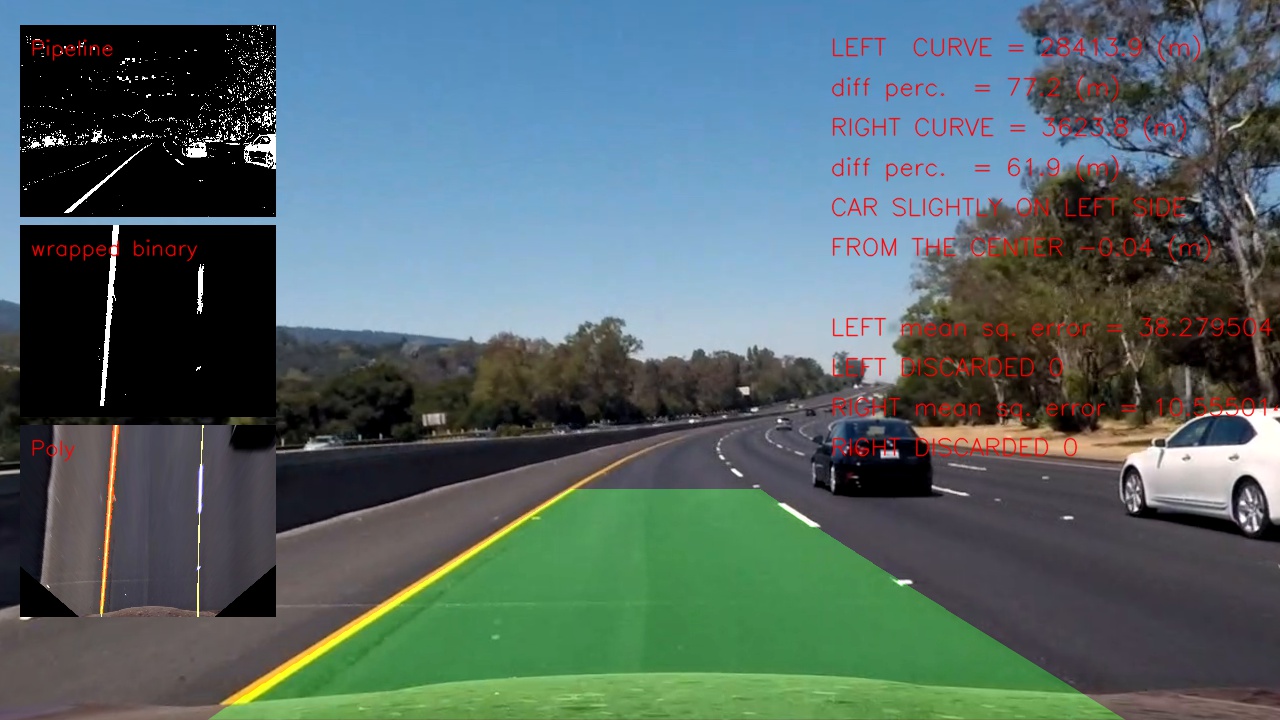 Pipeline
wrapped binary
Poly
LEFT CURVE = 28413.9 (m)
diff perc. = 77.2 (m)
RIGHT CURVE = 3623.8 (m)
diff perc. = 61.9 (m)
CAR SLIGHTLY ON LEFT SIDE
FROM THE CENTER -0.04 (m)
LEFT mean sq. error = 38.279504
LEFT DISCARDED 0
RIGHT mean sq. error = 10.55501
RIGHT DISCARDED 0